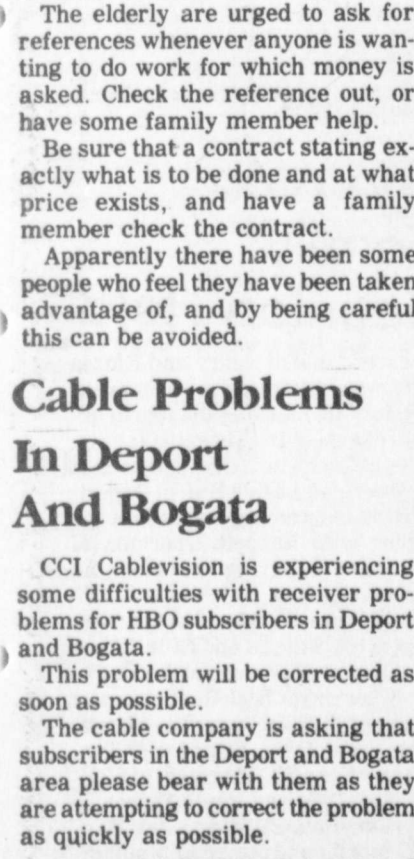 The elderly are urged to ask for
references whenever anyone is wan-
ting to do work for which money is
asked. Check the reference out, or
have some family member help.
Be sure that a contract stating ex-
actly what is to be done and at what
price exists, and have a family
member check the contract.
Apparently there have been some
people who feel they have been taken
advantage of, and by being careful
this can be avoided.
Cable Problems
In Deport
And Bogata
CCI Cablevision is experiencing
some difficulties with receiver pro-
blems for HBO subscribers in Deport
and Bogata.
This problem will be corrected as
soon as possible.
The cable company is asking that
subscribers in the Deport and Bogata
area please bear with them as they
are attempting to correct the problem
as quickly as possible.